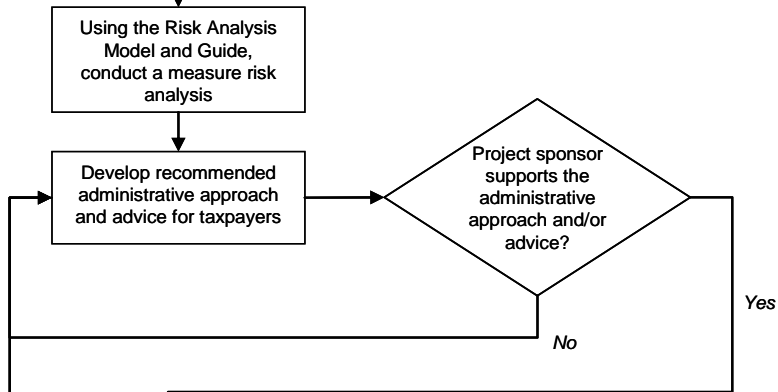 Using the Risk Analysis
Model and Guide,
conduct a measure risk
analysis
Develop recommended
administrative approach
and advice for taxpayers
Project sponsor
supports the
administrative
approach and/or
advice?
Yes
No